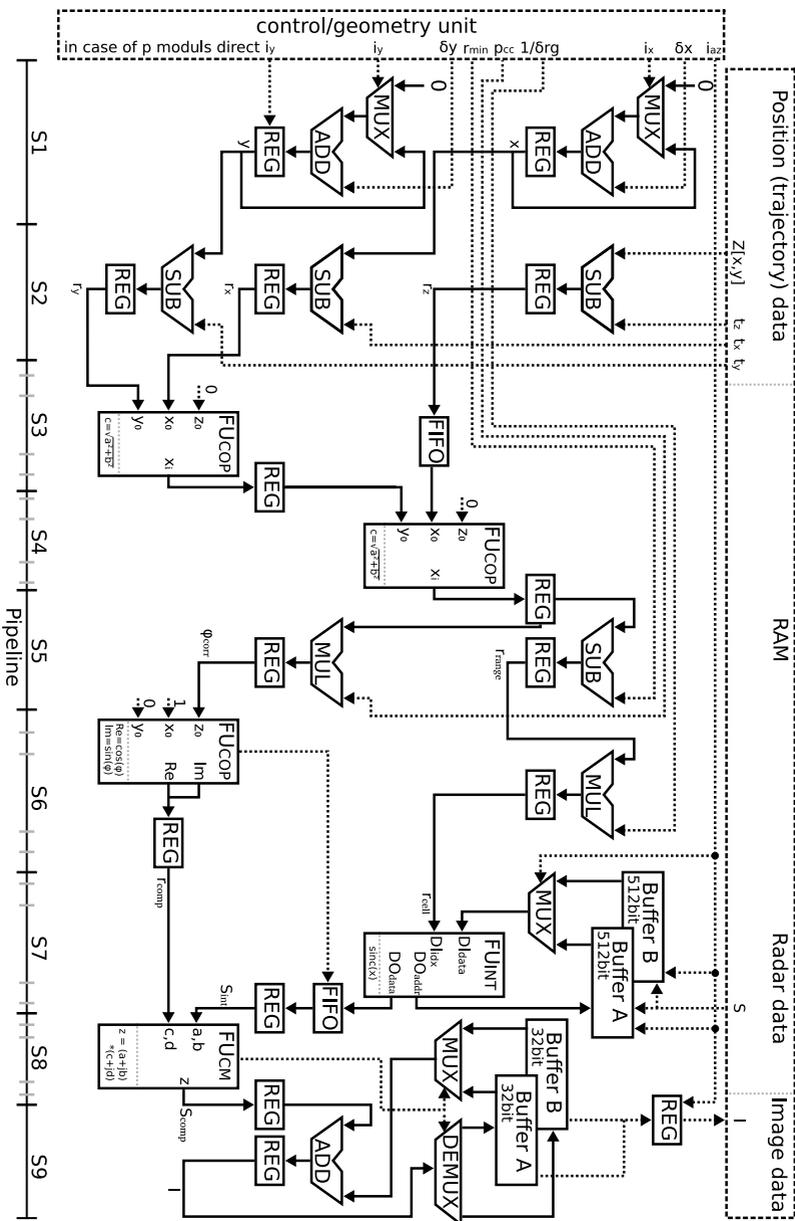 control/geometry unit
in case of p moduls direct iy
iy
δy
rmin
pcc
1/δrg
ix
δx
iaz
Position (trajectory) data
RAM
Radar data
Image data
Z[x,y]
tz
tx
ty
s
I
0
MUX
ADD
REG
x
0
MUX
ADD
REG
y
SUB
REG
rz
SUB
REG
rx
SUB
REG
ry
0
z₀
x₀
y₀
xi
FUCOP
c=√a²+b²
REG
FIFO
0
z₀
x₀
y₀
xi
FUCOP
c=√a²+b²
REG
SUB
REG
rrange
MUL
REG
φcorr
0
1
z₀
x₀
y₀
Im
Re
FUCOP
Re=cos(φ)
Im=sin(φ)
REG
rcomp
MUL
REG
rcell
MUX
Buffer B
512bit
Buffer A
512bit
FUINT
DIdata
DIidx
DOaddr
DOdata
sinc(x)
FIFO
REG
Sint
FUCM
a,b
c,d
z
z = (a+jb)
*(c+jd)
REG
Scomp
ADD
REG
I
MUX
DEMUX
Buffer B
32bit
Buffer A
32bit
REG
S1
S2
S3
S4
S5
S6
S7
S8
S9
Pipeline